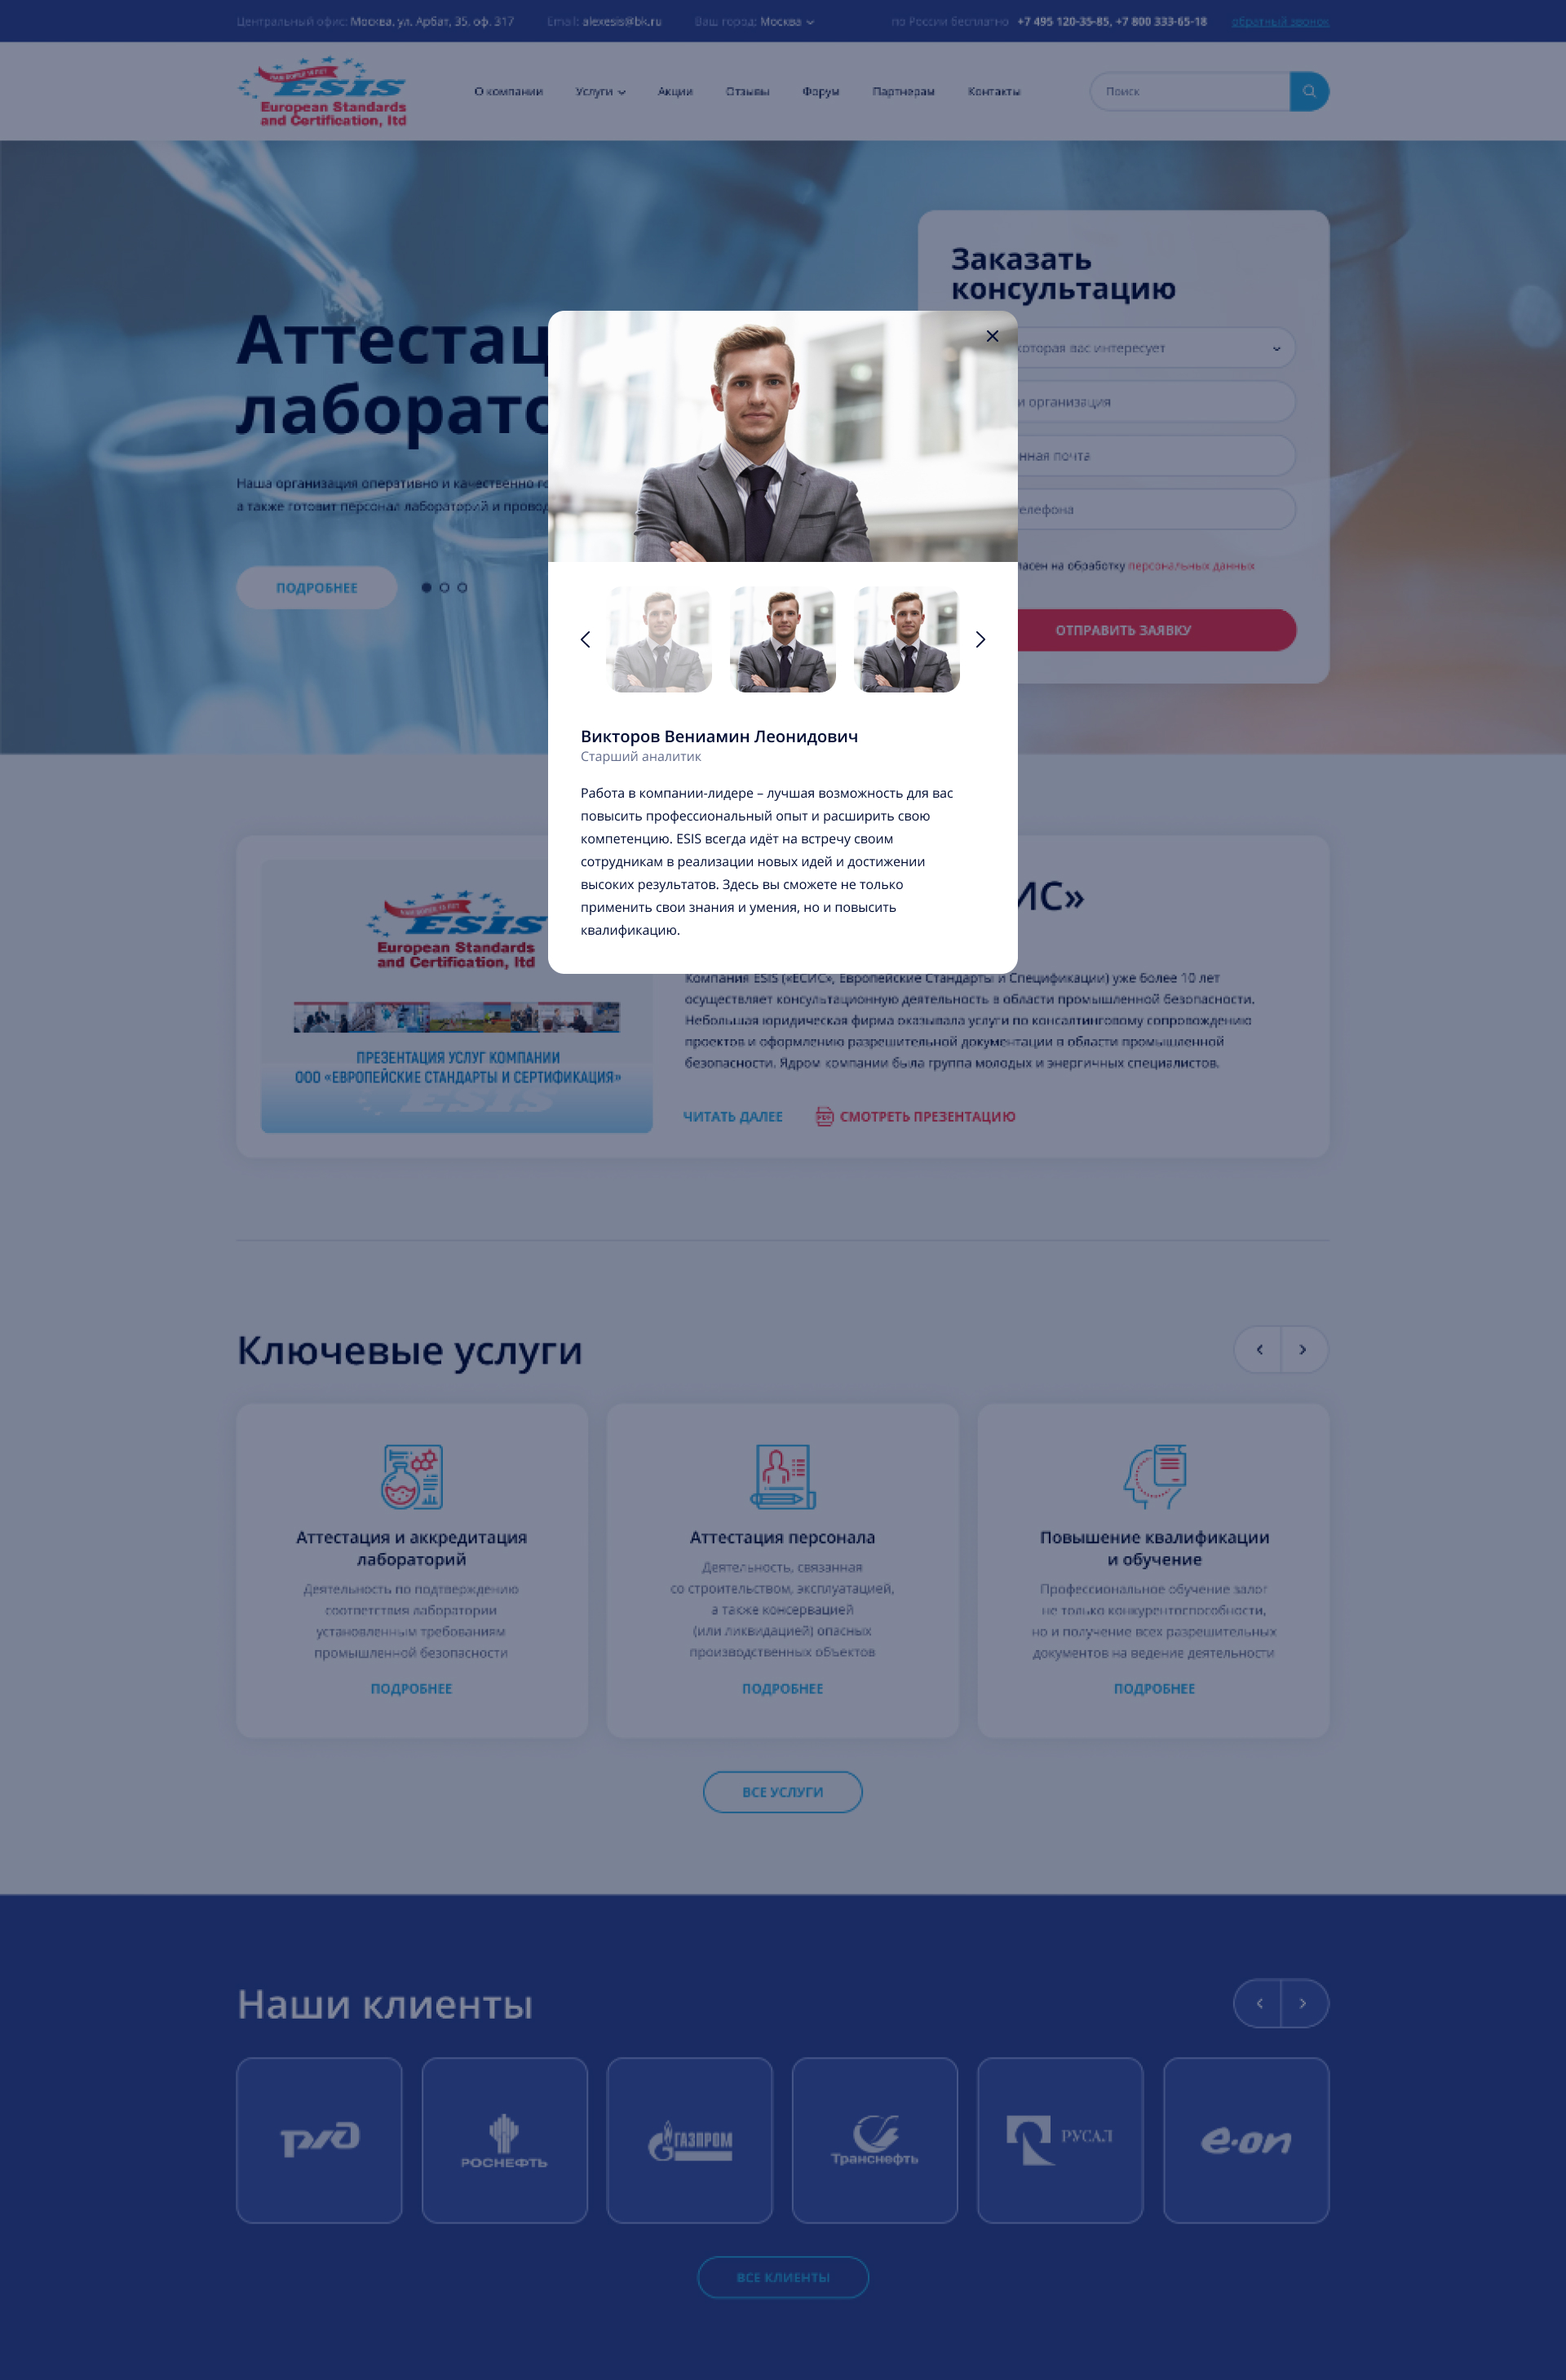 Центральный офис: Москва, ул. Арбат, 35, оф. 317
Email: alexesis@bk.ru
Ваш город: Москва
по России бесплатно +7 495 120-35-85, +7 800 333-65-18
обратный звонок
ESIS
European Standards
and Certification, ltd
О компании
Услуги
Акции
Отзывы
Форум
Партнерам
Контакты
Поиск
Аттестац
лаборато
Наша организация оперативно и качественно го
а также готовит персонал лабораторий и провод
ПОДРОБНЕЕ
Заказать
консультацию
которая вас интересует
и организация
нная почта
елефона
ласен на обработку персональных данных
ОТПРАВИТЬ ЗАЯВКУ
Викторов Вениамин Леонидович
Старший аналитик
Работа в компании-лидере – лучшая возможность для вас
повысить профессиональный опыт и расширить свою
компетенцию. ESIS всегда идёт на встречу своим
сотрудникам в реализации новых идей и достижении
высоких результатов. Здесь вы сможете не только
применить свои знания и умения, но и повысить
квалификацию.
ESIS
European Standards
and Certification, ltd
ПРЕЗЕНТАЦИЯ УСЛУГ КОМПАНИИ
ООО «ЕВРОПЕЙСКИЕ СТАНДАРТЫ И СЕРТИФИКАЦИЯ»
ESIS
ИС»
Компания ESIS («ЕСИС», Европейские Стандарты и Спецификации) уже более 10 лет
осуществляет консультационную деятельность в области промышленной безопасности.
Небольшая юридическая фирма оказывала услуги по консалтинговому сопровождению
проектов и оформлению разрешительной документации в области промышленной
безопасности. Ядром компании была группа молодых и энергичных специалистов.
ЧИТАТЬ ДАЛЕЕ
PDF СМОТРЕТЬ ПРЕЗЕНТАЦИЮ
Ключевые услуги
Аттестация и аккредитация
лабораторий
Деятельность по подтверждению
соответствия лаборатории
установленным требованиям
промышленной безопасности
ПОДРОБНЕЕ
Аттестация персонала
Деятельность, связанная
со строительством, эксплуатацией,
а также консервацией
(или ликвидацией) опасных
производственных объектов
ПОДРОБНЕЕ
Повышение квалификации
и обучение
Профессиональное обучение залог
не только конкурентоспособности,
но и получение всех разрешительных
документов на ведение деятельности
ПОДРОБНЕЕ
ВСЕ УСЛУГИ
Наши клиенты
РЖД
РОСНЕФТЬ
ГАЗПРОМ
Транснефть
РУСАЛ
e·on
ВСЕ КЛИЕНТЫ